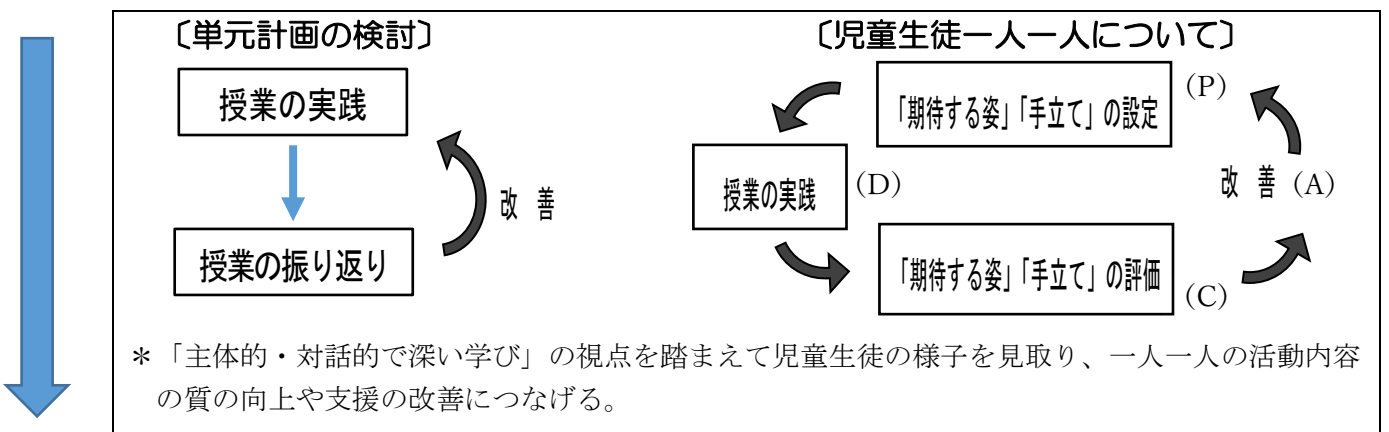 〔単元計画の検討〕
授業の実践
授業の振り返り
改 善
〔児童生徒一人一人について〕
「期待する姿」「手立て」の設定
(P)
授業の実践
(D)
「期待する姿」「手立て」の評価
(C)
改 善 (A)
＊「主体的・対話的で深い学び」の視点を踏まえて児童生徒の様子を見取り、一人一人の活動内容
の質の向上や支援の改善につなげる。